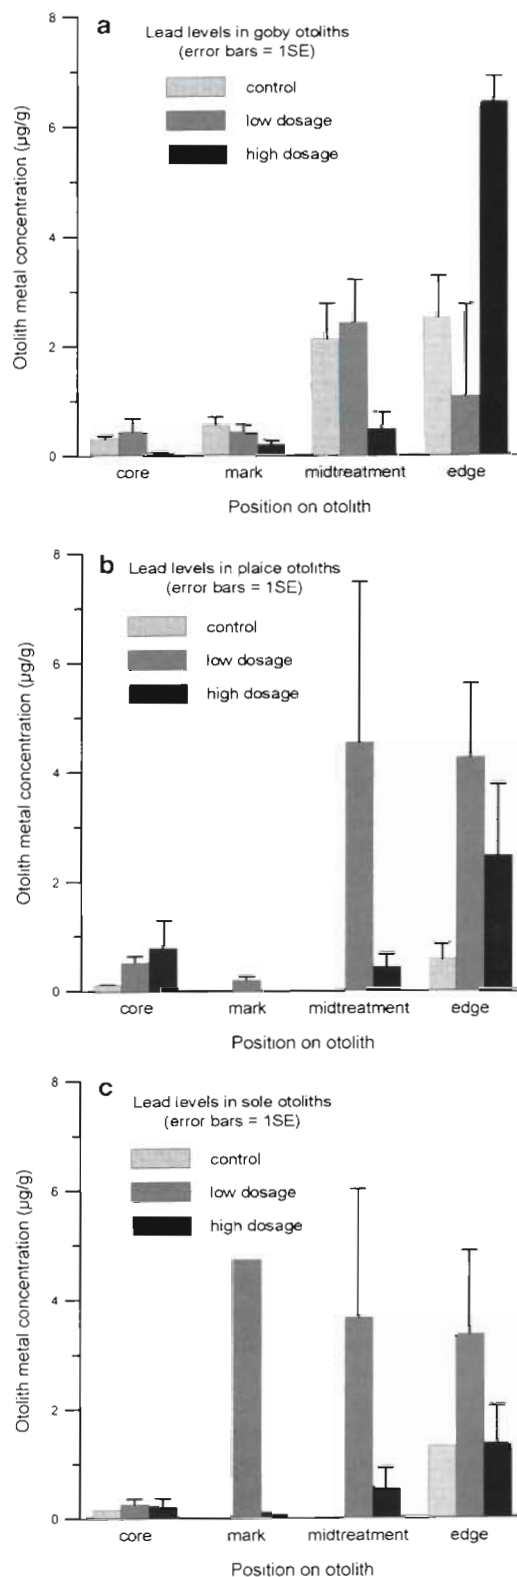 a
Lead levels in goby otoliths
(error bars = 1SE)
control
low dosage
high dosage
Otolith metal concentration (µg/g)
8
6
4
2
0
core mark midtreatment edge
Position on otolith
b
Lead levels in plaice otoliths
(error bars = 1SE)
control
low dosage
high dosage
Otolith metal concentration (µg/g)
8
6
4
2
0
core mark midtreatment edge
Position on otolith
c
Lead levels in sole otoliths
(error bars = 1SE)
control
low dosage
high dosage
Otolith metal concentration (µg/g)
8
6
4
2
0
core mark midtreatment edge
Position on otolith